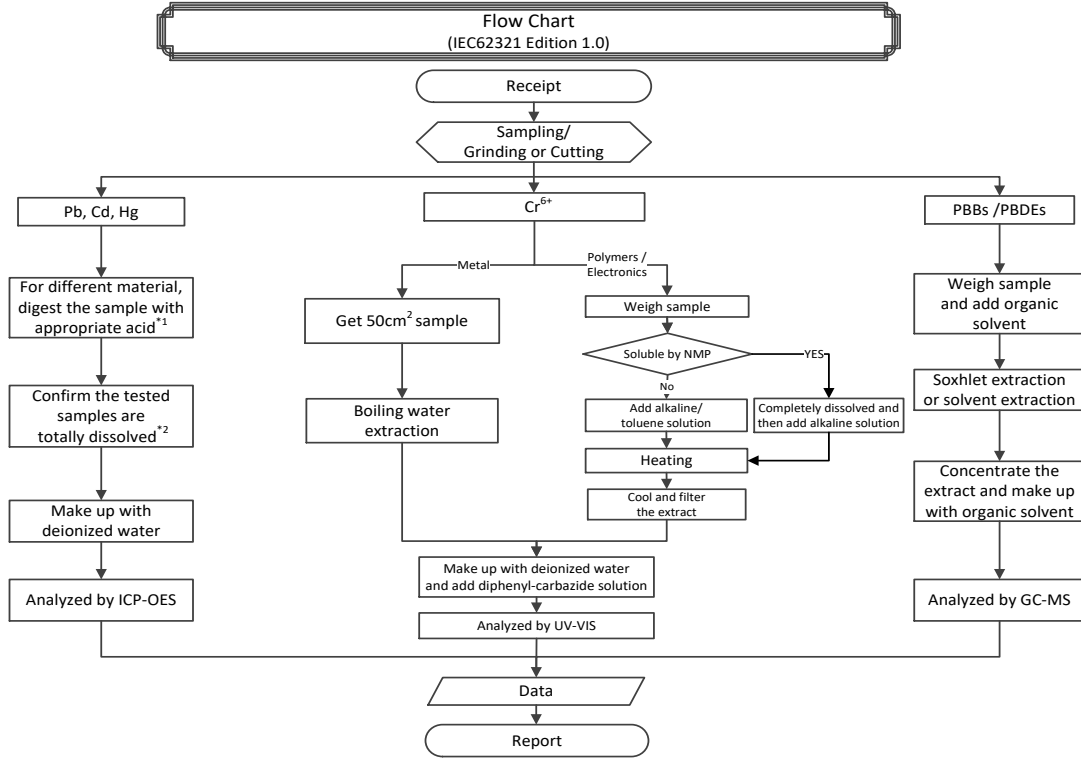 Flow Chart
(IEC62321 Edition 1.0)
Receipt
Sampling/
Grinding or Cutting
Pb, Cd, Hg
For different material,
digest the sample with
appropriate acid*1
Confirm the tested
samples are
totally dissolved*2
Make up with
deionized water
Analyzed by ICP-OES
Cr6+
Metal
Get 50cm2 sample
Boiling water
extraction
Polymers /
Electronics
Weigh sample
Soluble by NMP
YES
No
Add alkaline/
toluene solution
Completely dissolved and
then add alkaline solution
Heating
Cool and filter
the extract
Make up with deionized water
and add diphenyl-carbazide solution
Analyzed by UV-VIS
PBBs /PBDEs
Weigh sample
and add organic
solvent
Soxhlet extraction
or solvent extraction
Concentrate the
extract and make up
with organic solvent
Analyzed by GC-MS
Data
Report